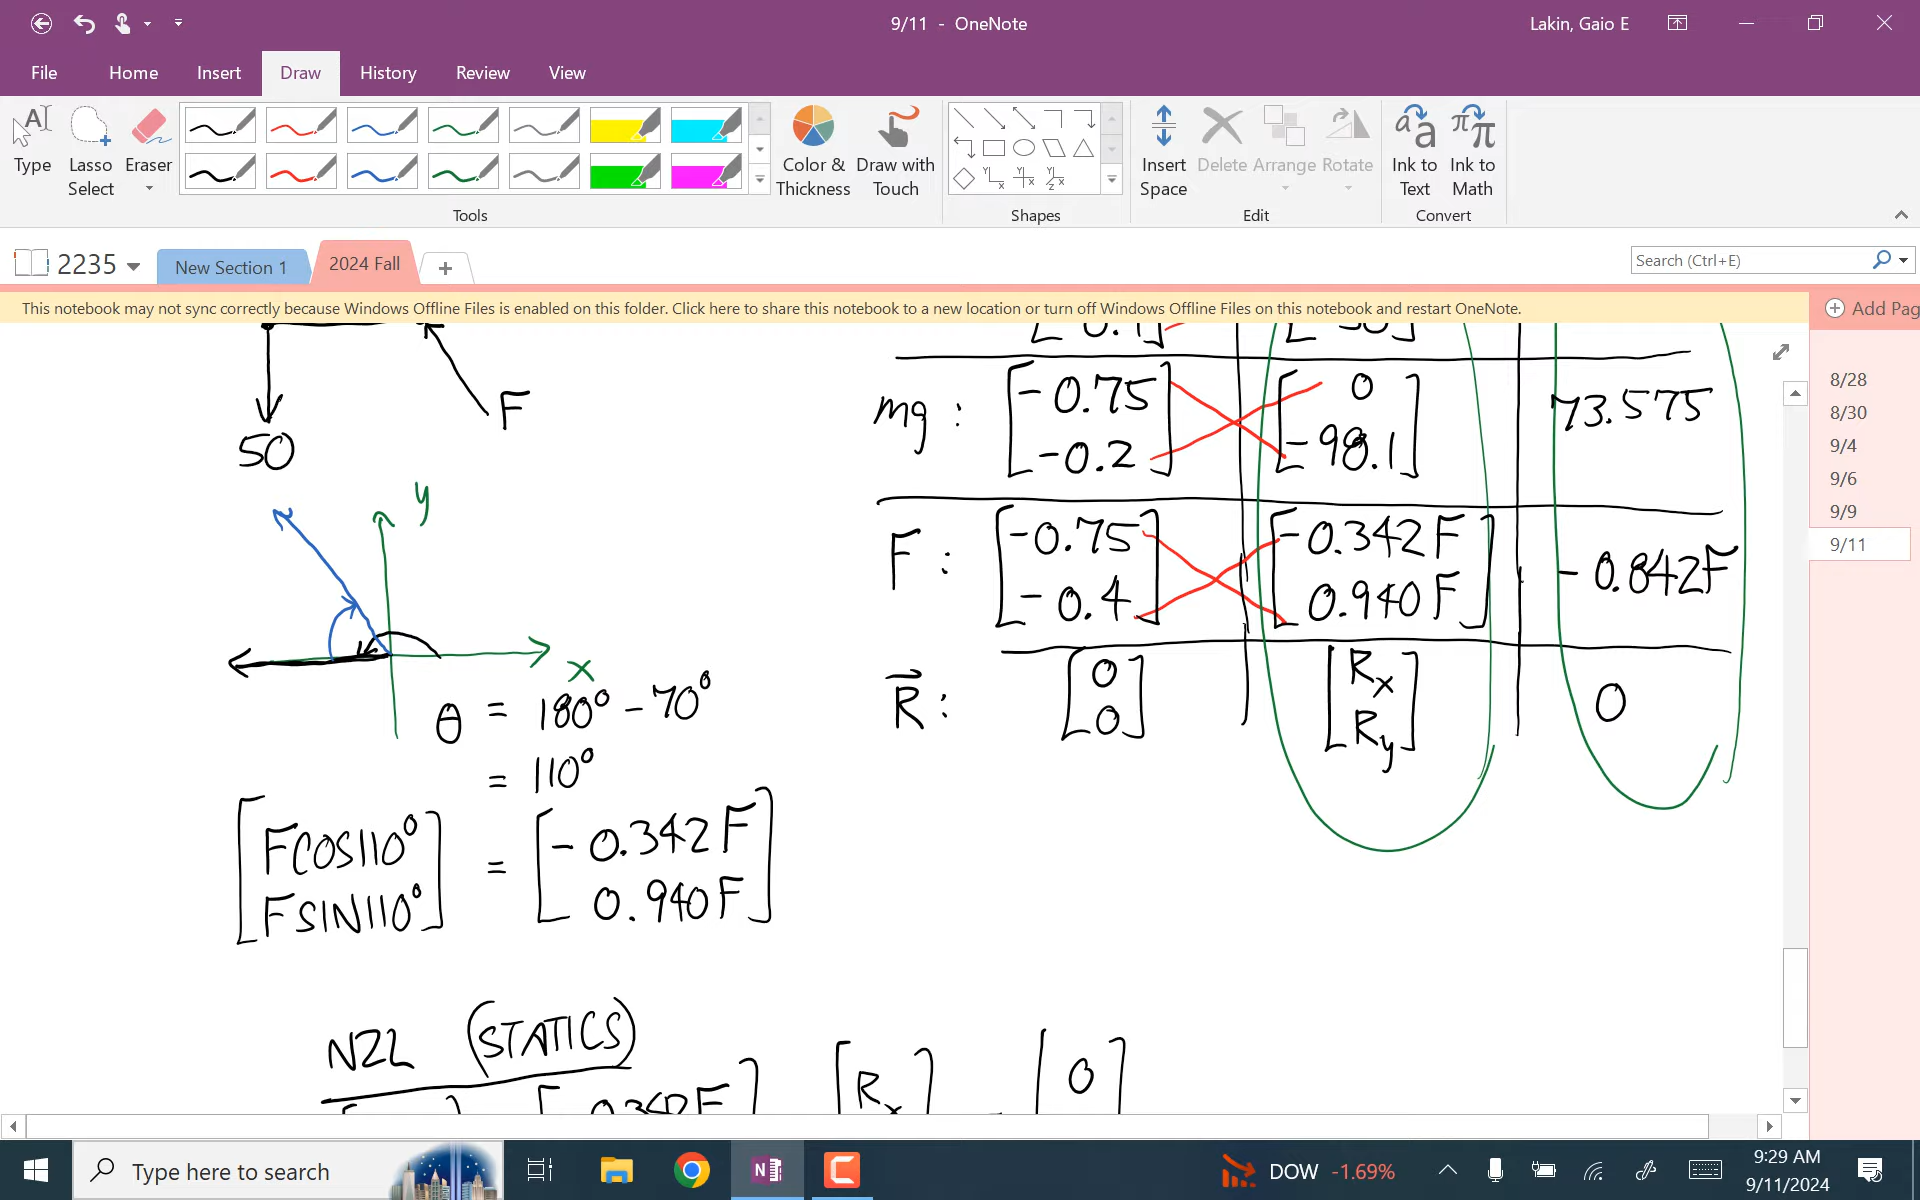 9/11 - OneNote
Lakin, Gaio E
File Home Insert Draw History Review View
Type
Lasso Select
Eraser
Color & Thickness
Draw with Touch
Insert Space
Delete
Arrange
Rotate
Ink to Text
Ink to Math
Tools
Shapes
Edit
Convert
2235
New Section 1
2024 Fall
+
Search (Ctrl+E)
This notebook may not sync correctly because Windows Offline Files is enabled on this folder. Click here to share this notebook to a new location or turn off Windows Offline Files on this notebook and restart OneNote.
Add Pag
8/28
8/30
9/4
9/6
9/9
9/11
F
50
y
x
θ = 180° - 70°
= 110°
[FCOS110° FSIN110°] = [-0.342F 0.940F]
mg : [-0.75 -0.2] [0 -98.1] 73.575
F : [-0.75 -0.4] [-0.342F 0.940F] -0.842F
R : [0 0] [Rx Ry] 0
N2L (STATICS)
0.342F
Rx
0
Type here to search
DOW -1.69%
9:29 AM
9/11/2024